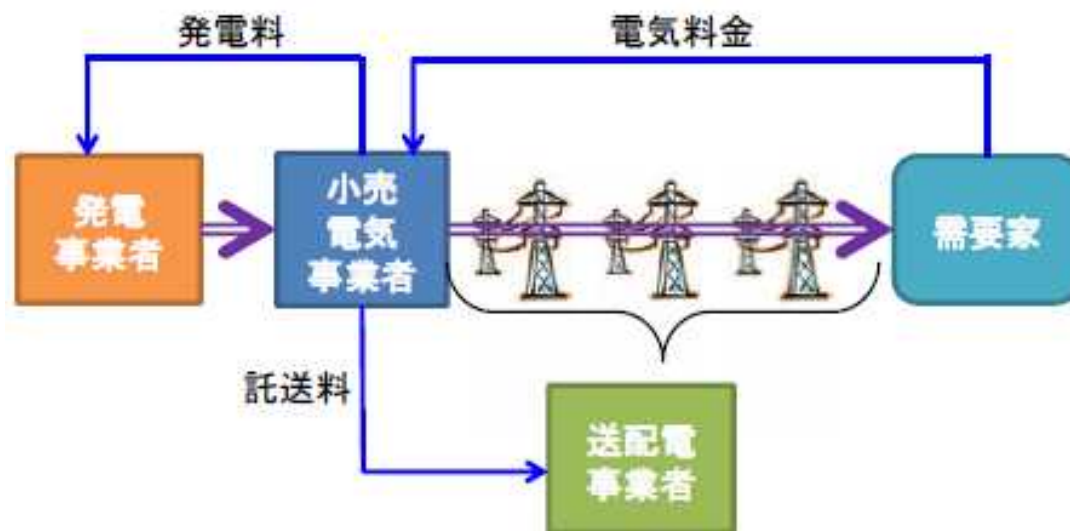 発電料
電気料金
発電
事業者
小売
電気
事業者
需要家
託送料
送配電
事業者